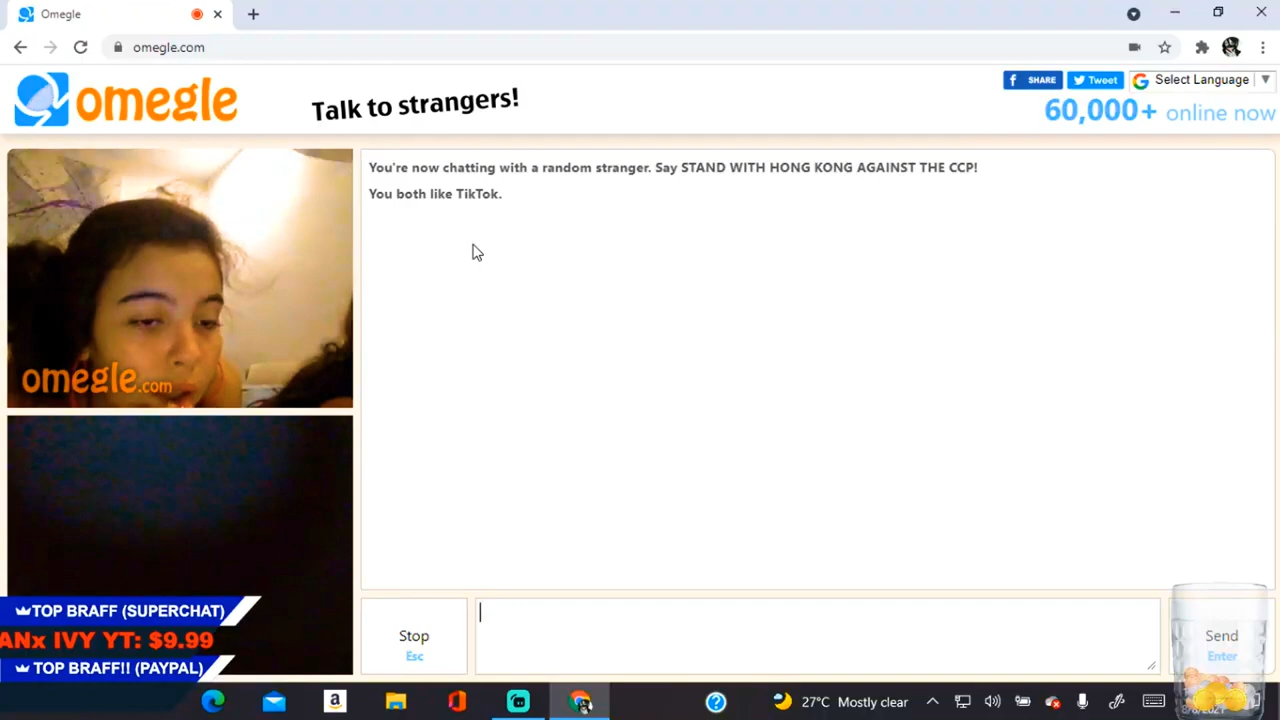 Omegle
omegle.com
omegle
Talk to strangers!
SHARE
Tweet
Select Language
60,000+ online now
You're now chatting with a random stranger. Say STAND WITH HONG KONG AGAINST THE CCP!
You both like TikTok.
omegle.com
TOP BRAFF (SUPERCHAT)
ANx IVY YT: $9.99
TOP BRAFF!! (PAYPAL)
Stop
Esc
Send
Enter
27°C Mostly clear